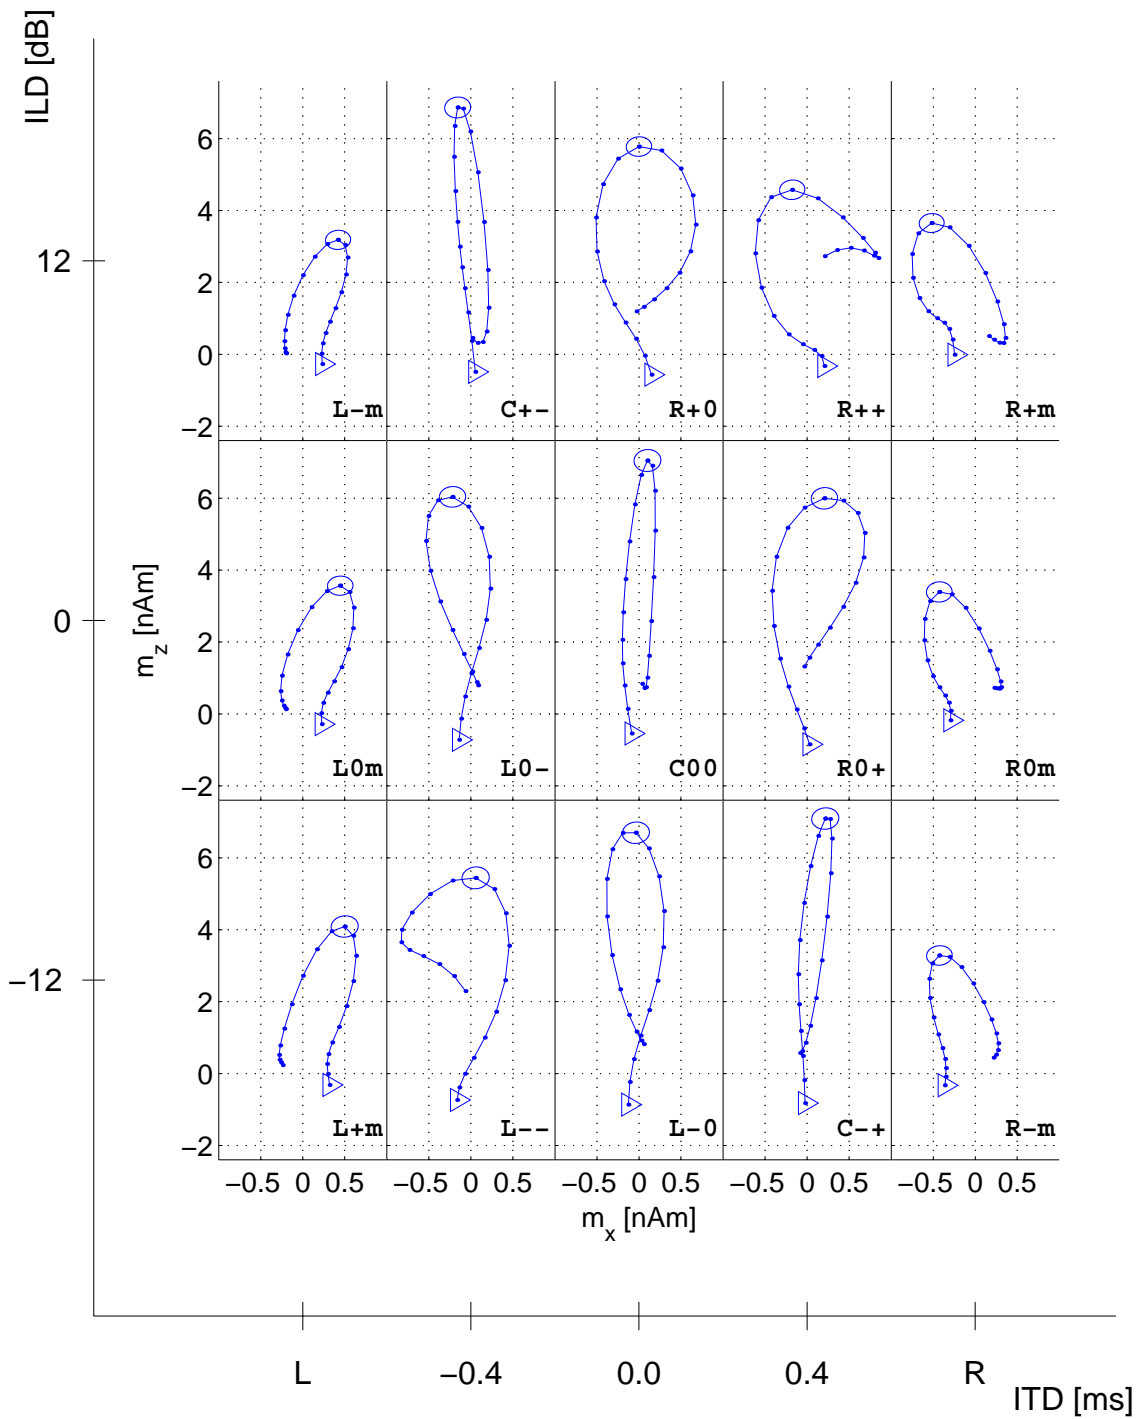 ILD [dB]
12
0
−12
m_z [nAm]
6
4
2
0
−2
L-m
C+-
R+0
R++
R+m
6
4
2
0
−2
L0m
L0-
C00
R0+
R0m
6
4
2
0
−2
L+m
L--
L-0
C-+
R-m
−0.5 0 0.5 −0.5 0 0.5 −0.5 0 0.5 −0.5 0 0.5 −0.5 0 0.5
m_x [nAm]
L −0.4 0.0 0.4 R
ITD [ms]